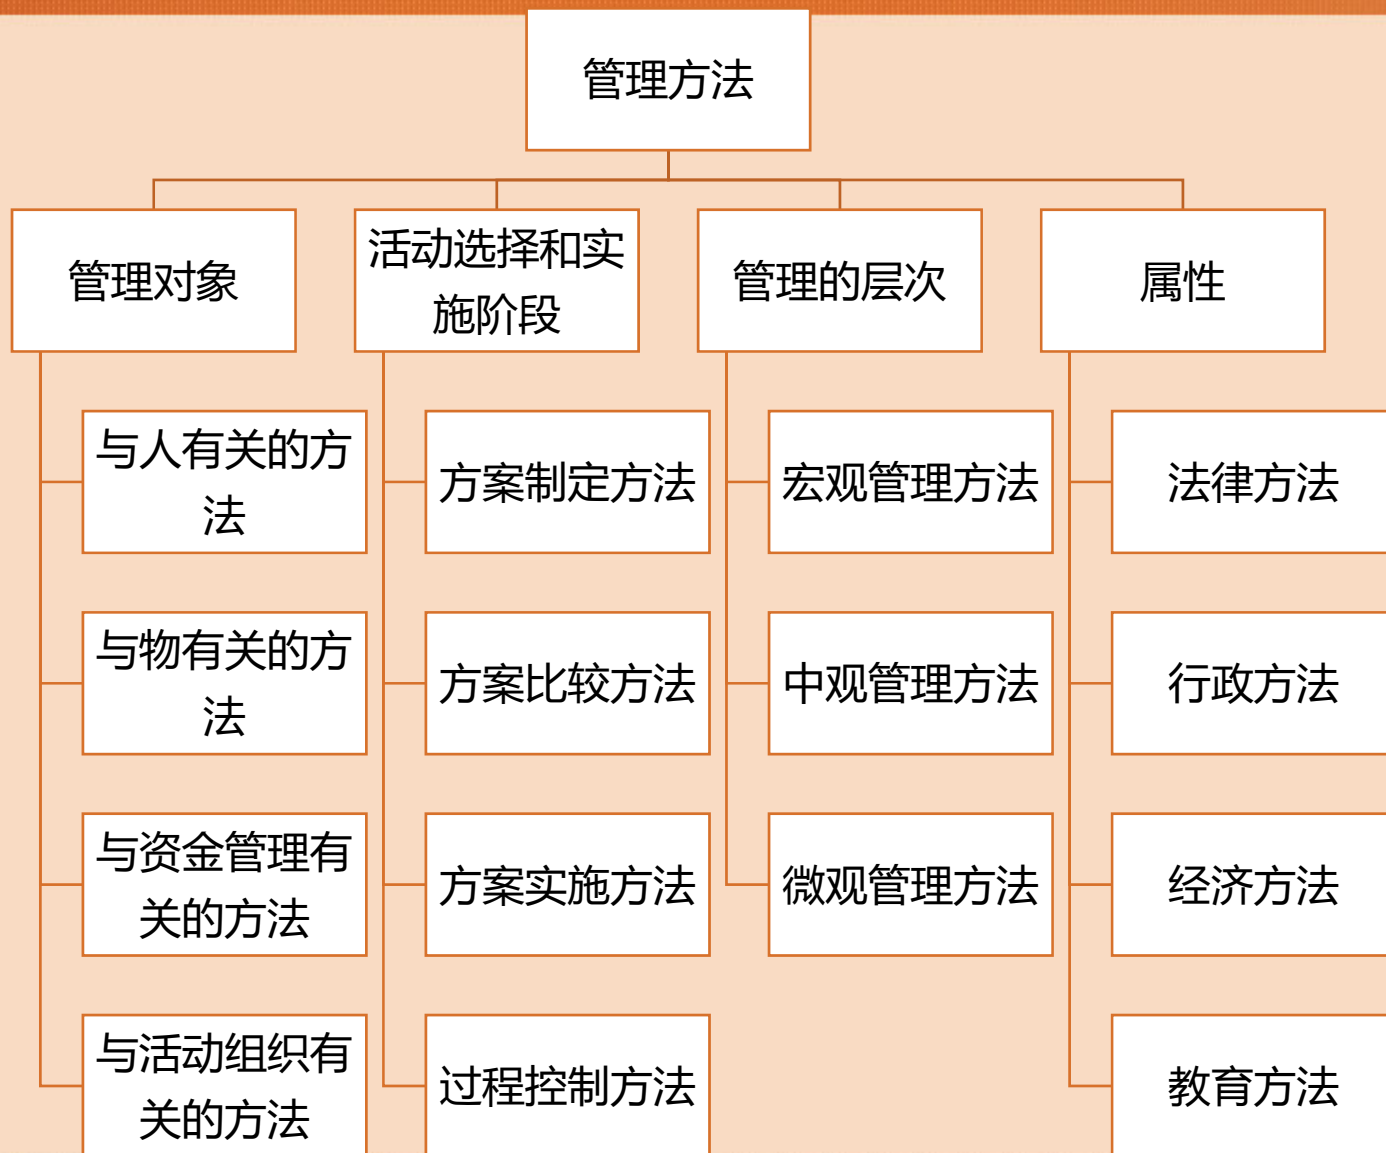 管理方法
管理对象
活动选择和实
施阶段
管理的层次
属性
与人有关的方
法
与物有关的方
法
与资金管理有
关的方法
与活动组织有
关的方法
方案制定方法
方案比较方法
方案实施方法
过程控制方法
宏观管理方法
中观管理方法
微观管理方法
法律方法
行政方法
经济方法
教育方法